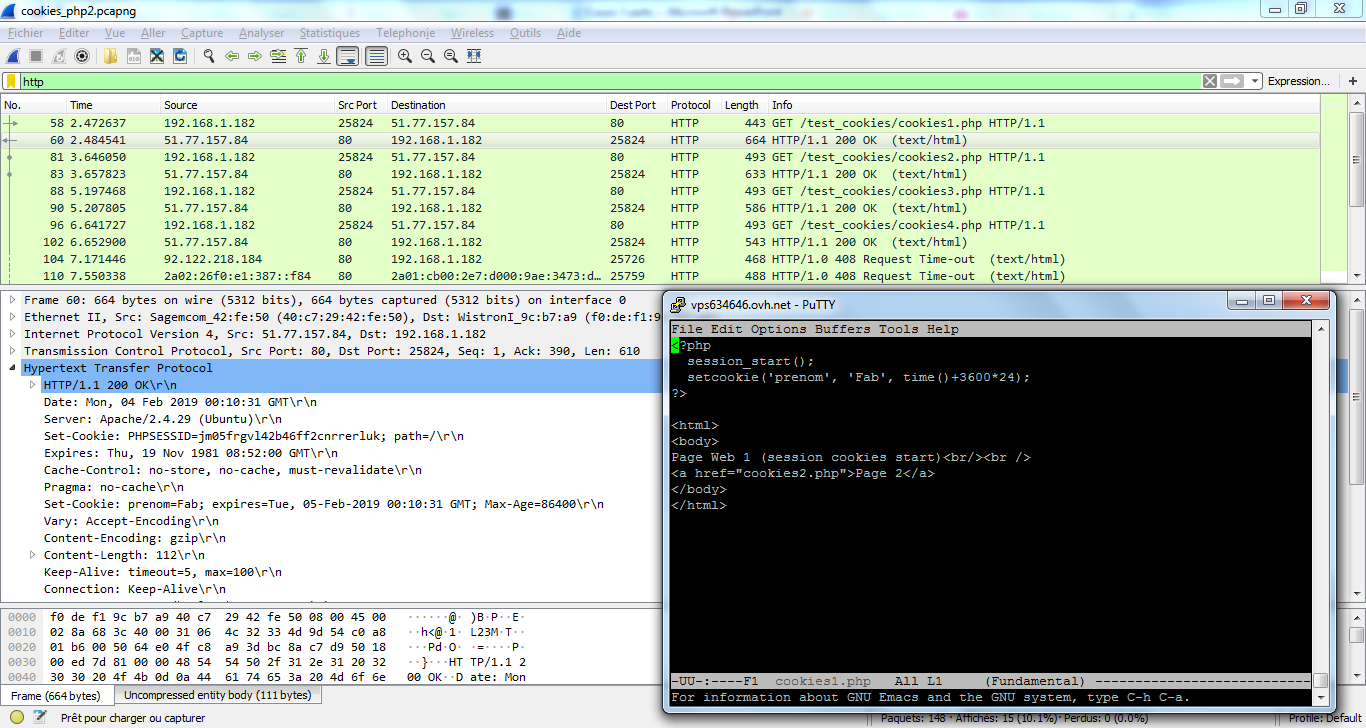 cookies_php2.pcapng
Fichier Editer Vue Aller Capture Analyser Statistiques Telephonie Wireless Outils Aide
http Expression... +
No. Time Source Src Port Destination Dest Port Protocol Length Info
58 2.472637 192.168.1.182 25824 51.77.157.84 80 HTTP 443 GET /test_cookies/cookies1.php HTTP/1.1
60 2.484541 51.77.157.84 80 192.168.1.182 25824 HTTP 664 HTTP/1.1 200 OK (text/html)
81 3.646050 192.168.1.182 25824 51.77.157.84 80 HTTP 493 GET /test_cookies/cookies2.php HTTP/1.1
83 3.657823 51.77.157.84 80 192.168.1.182 25824 HTTP 633 HTTP/1.1 200 OK (text/html)
88 5.197468 192.168.1.182 25824 51.77.157.84 80 HTTP 493 GET /test_cookies/cookies3.php HTTP/1.1
90 5.207805 51.77.157.84 80 192.168.1.182 25824 HTTP 586 HTTP/1.1 200 OK (text/html)
96 6.641727 192.168.1.182 25824 51.77.157.84 80 HTTP 493 GET /test_cookies/cookies4.php HTTP/1.1
102 6.652900 51.77.157.84 80 192.168.1.182 25824 HTTP 543 HTTP/1.1 200 OK (text/html)
104 7.171446 92.122.218.184 80 192.168.1.182 25726 HTTP 468 HTTP/1.0 408 Request Time-out (text/html)
110 7.550338 2a02:26f0:e1:387::f84 80 2a01:cb00:2e7:d000:9ae:3473:d… 25759 HTTP 488 HTTP/1.0 408 Request Time-out (text/html)
Frame 60: 664 bytes on wire (5312 bits), 664 bytes captured (5312 bits) on interface 0
Ethernet II, Src: Sagemcom_42:fe:50 (40:c7:29:42:fe:50), Dst: WistronI_9c:b7:a9 (f0:de:f1:9
Internet Protocol Version 4, Src: 51.77.157.84, Dst: 192.168.1.182
Transmission Control Protocol, Src Port: 80, Dst Port: 25824, Seq: 1, Ack: 390, Len: 610
Hypertext Transfer Protocol
HTTP/1.1 200 OK\r\n
Date: Mon, 04 Feb 2019 00:10:31 GMT\r\n
Server: Apache/2.4.29 (Ubuntu)\r\n
Set-Cookie: PHPSESSID=jm05frgvl42b46ff2cnrrerluk; path=/\r\n
Expires: Thu, 19 Nov 1981 08:52:00 GMT\r\n
Cache-Control: no-store, no-cache, must-revalidate\r\n
Pragma: no-cache\r\n
Set-Cookie: prenom=Fab; expires=Tue, 05-Feb-2019 00:10:31 GMT; Max-Age=86400\r\n
Vary: Accept-Encoding\r\n
Content-Encoding: gzip\r\n
Content-Length: 112\r\n
Keep-Alive: timeout=5, max=100\r\n
Connection: Keep-Alive\r\n
0000 f0 de f1 9c b7 a9 40 c7 29 42 fe 50 08 00 45 00 ······@· )B·P··E·
0010 02 8a 68 3c 40 00 31 06 4c 32 33 4d 9d 54 c0 a8 ··h<@·1· L23M·T··
0020 01 b6 00 50 64 e0 4f c8 a9 3d bc 8a c7 d9 50 18 ···Pd·O· ·=····P·
0030 00 ed 7d 81 00 00 48 54 54 50 2f 31 2e 31 20 32 ··}···HT TP/1.1 2
0040 30 30 20 4f 4b 0d 0a 44 61 74 65 3a 20 4d 6f 6e 00 OK··D ate: Mon
Frame (664 bytes) Uncompressed entity body (111 bytes)
Prêt pour charger ou capturer
Paquets: 148 · Affichés: 15 (10.1%) · Perdus: 0 (0.0%) Profile: Default
vps634646.ovh.net - PuTTY
File Edit Options Buffers Tools Help
<?php
session_start();
setcookie('prenom', 'Fab', time()+3600*24);
?>
<html>
<body>
Page Web 1 (session cookies start)<br/><br />
<a href="cookies2.php">Page 2</a>
</body>
</html>
-UU-:----F1 cookies1.php All L1 (Fundamental) ---------------------------
For information about GNU Emacs and the GNU system, type C-h C-a.